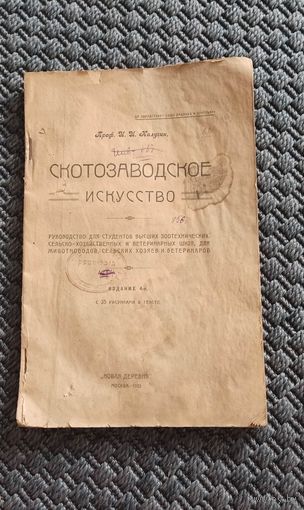 Проф. И. И. Калугин.
СКОТОЗАВОДСКОЕ
ИСКУССТВО
РУКОВОДСТВО ДЛЯ СТУДЕНТОВ ВЫСШИХ ЗООТЕХНИЧЕСКИХ,
СЕЛЬСКО-ХОЗЯЙСТВЕННЫХ И ВЕТЕРИНАРНЫХ ШКОЛ, ДЛЯ
ЖИВОТНОВОДОВ, СЕЛЬСКИХ ХОЗЯЕВ И ВЕТЕРИНАРОВ
ИЗДАНИЕ 4-е.
С 35 РИСУНКАМИ В ТЕКСТЕ.
„НОВАЯ ДЕРЕВНЯ"
МОСКВА